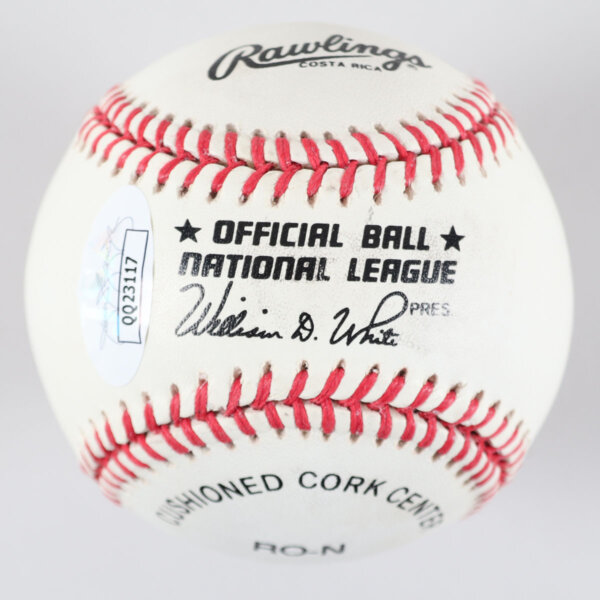 Rawlings
COSTA RICA
★ OFFICIAL BALL ★
NATIONAL LEAGUE
William D. White PRES.
QQ23117
CUSHIONED CORK CENTER
RO-N